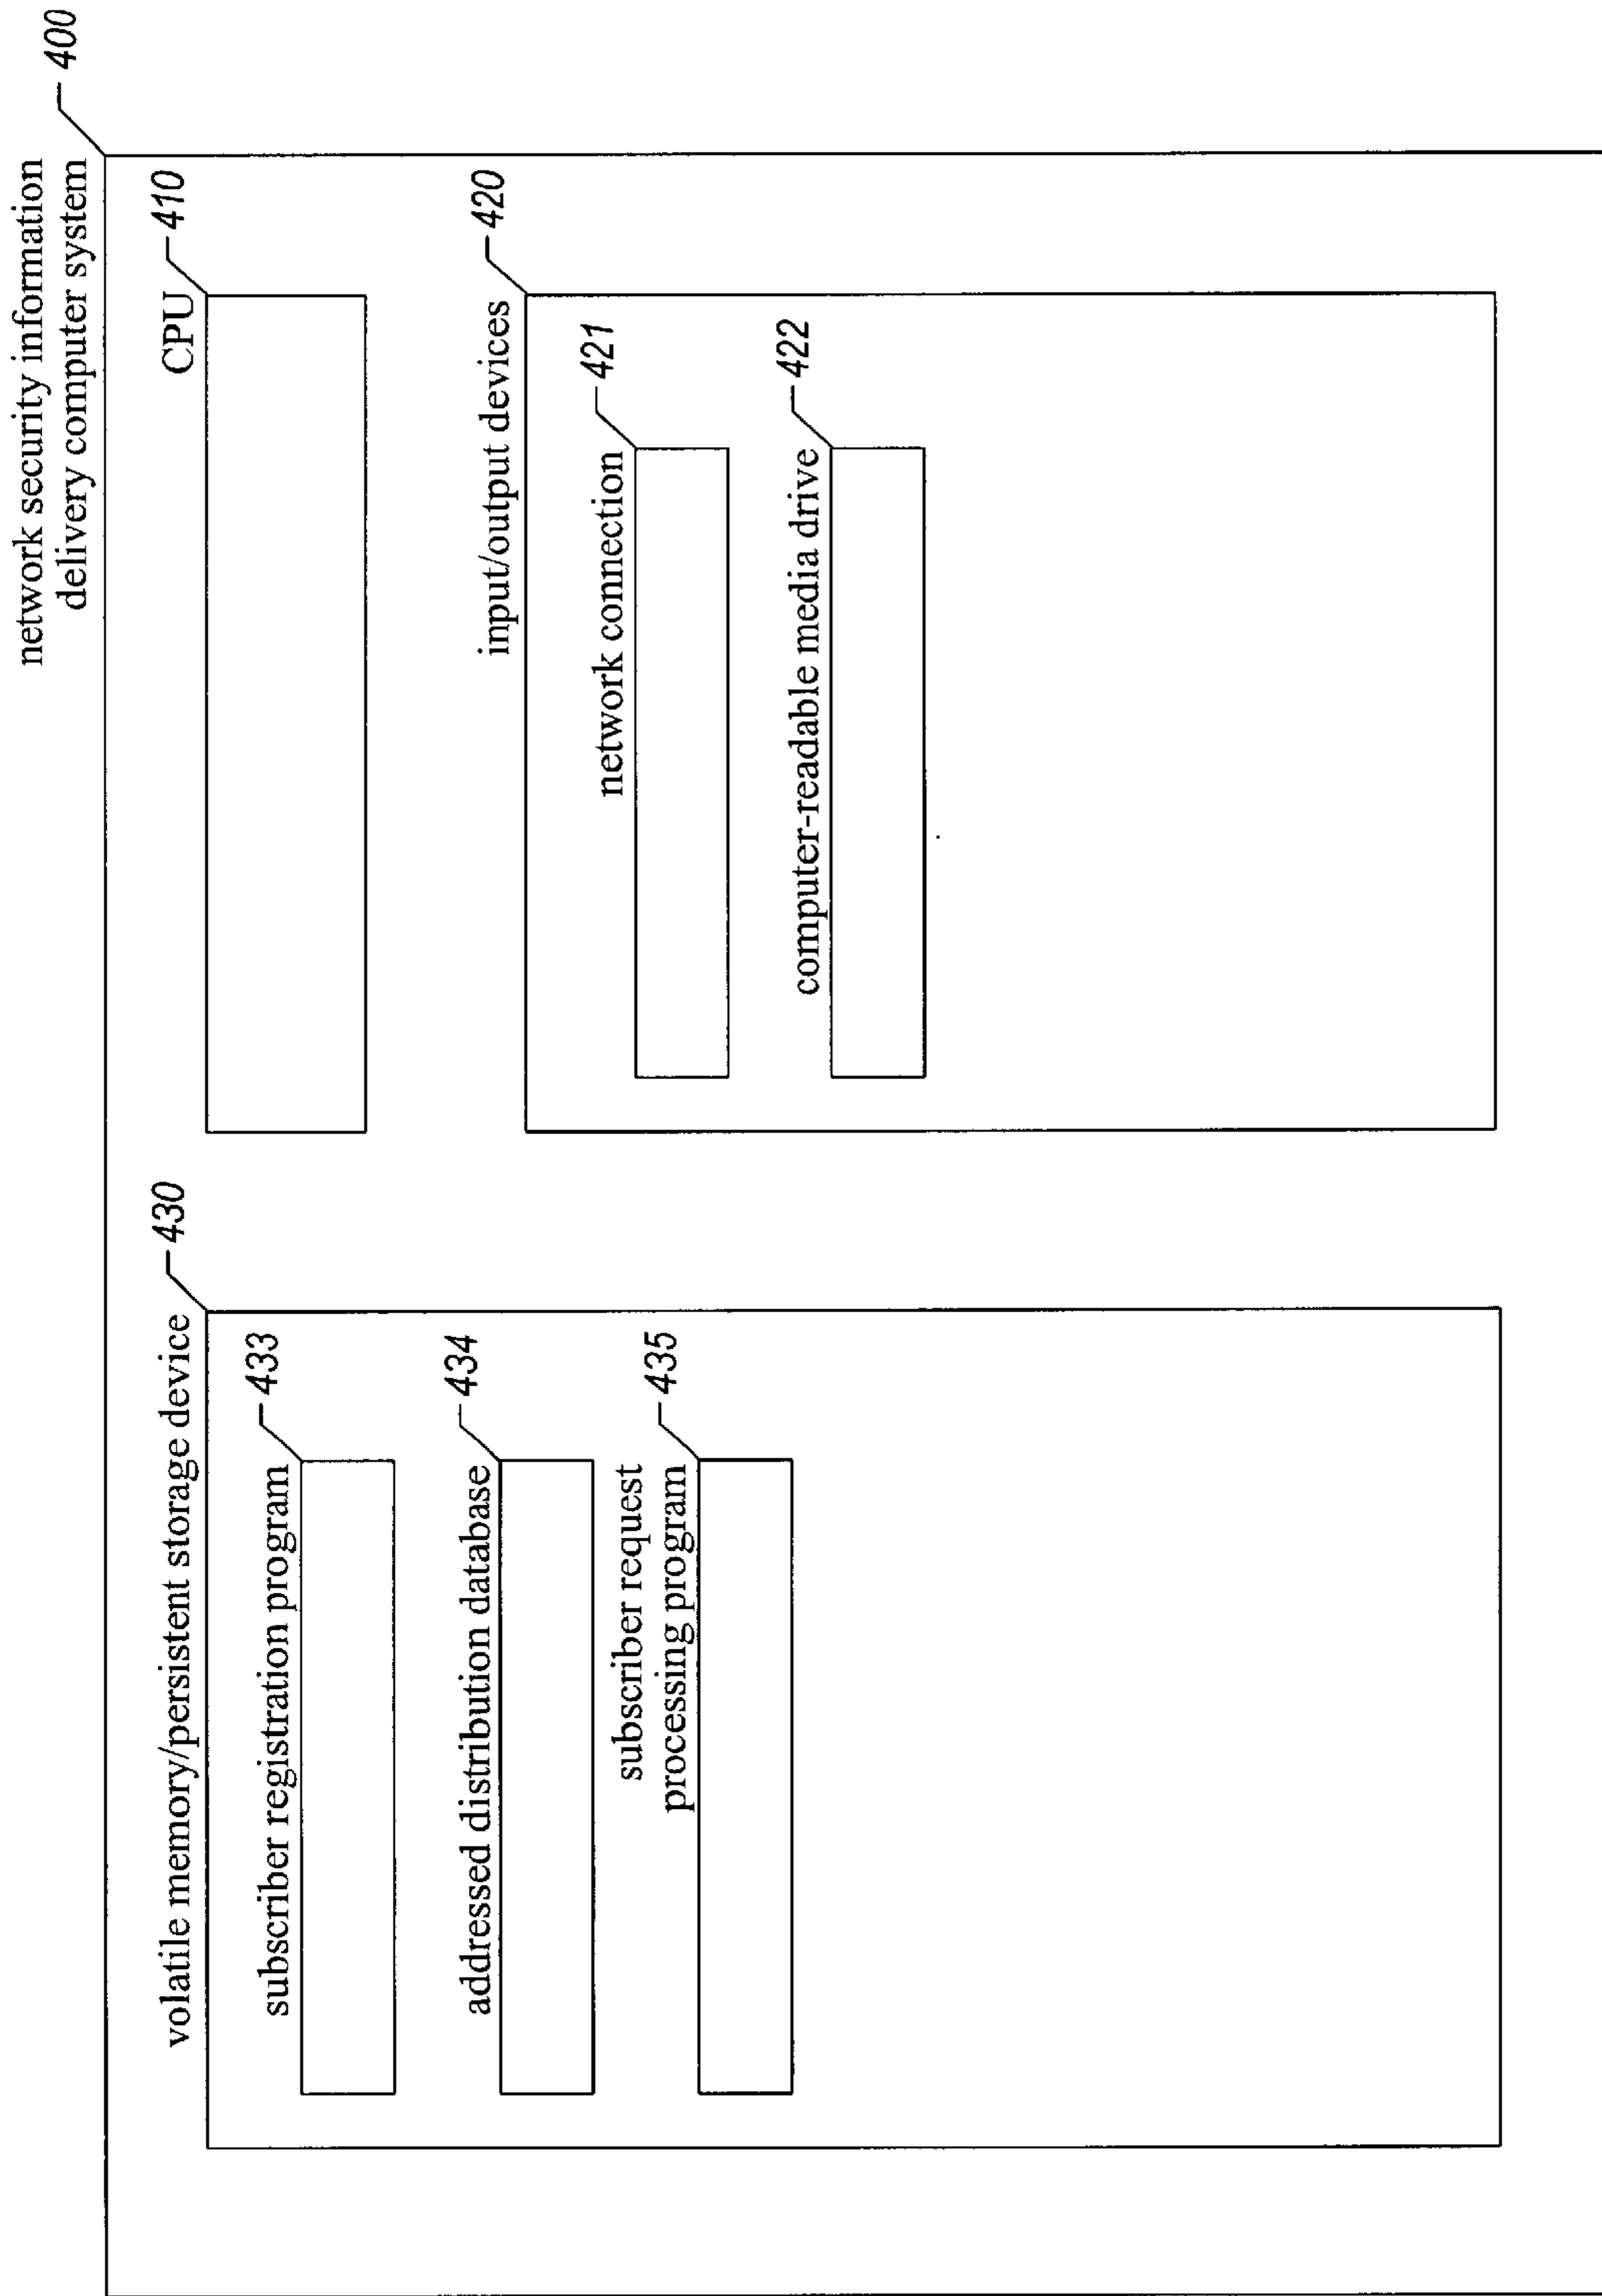 network security information
delivery computer system
400
volatile memory/persistent storage device
430
subscriber registration program
433
addressed distribution database
434
subscriber request
processing program
435
CPU
410
input/output devices
420
network connection
421
computer-readable media drive
422